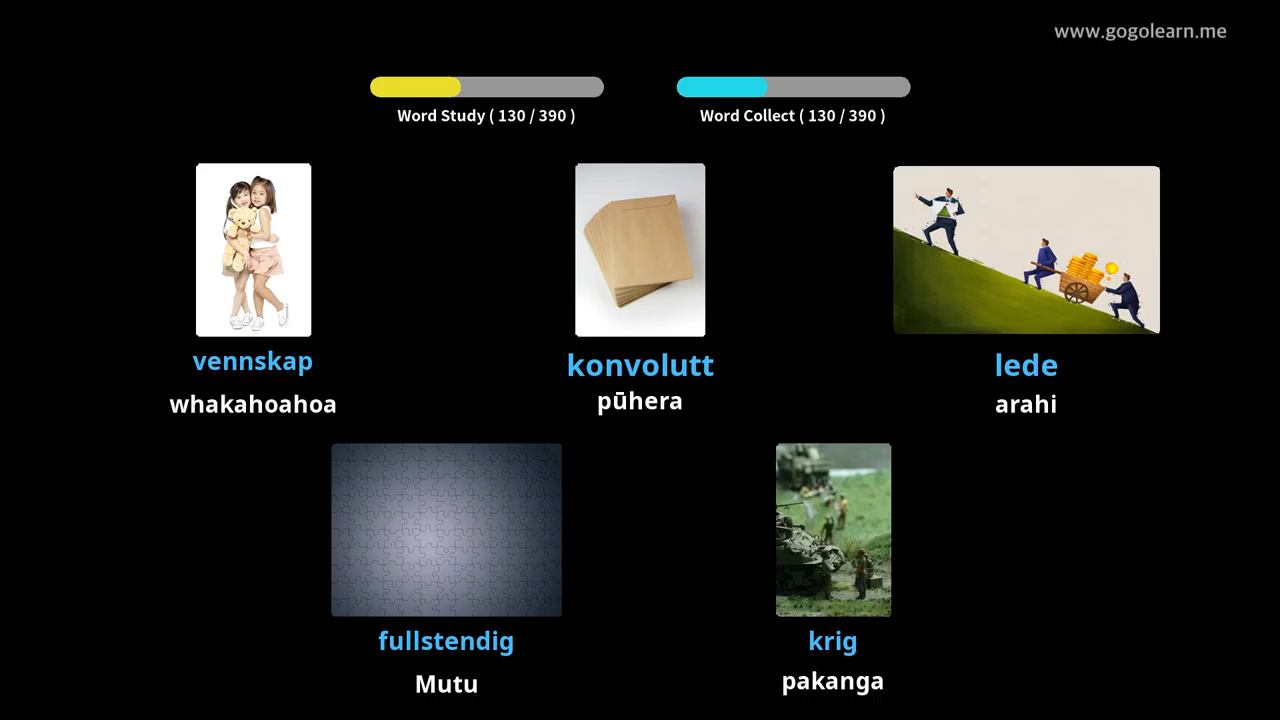 www.gogolearn.me
Word Study ( 130 / 390 )
Word Collect ( 130 / 390 )
vennskap
whakahoahoa
konvolutt
pūhera
lede
arahi
fullstendig
Mutu
krig
pakanga